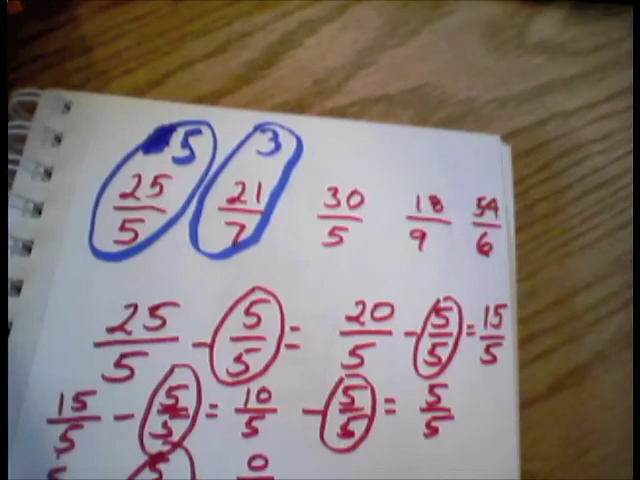 5 3
25/5 21/7 30/5 18/9 54/6
25/5 - 5/5 = 20/5 - 5/5 = 15/5
15/5 - 5/5 = 10/5 - 5/5 = 5/5
5 0